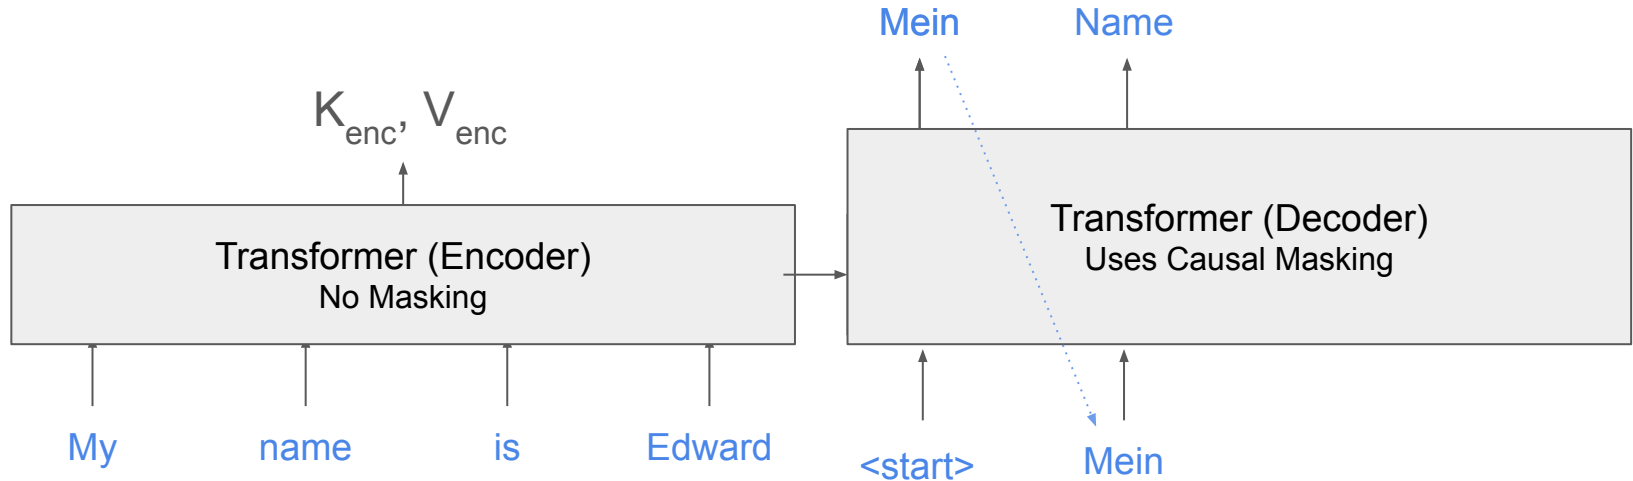 Mein Name
K_enc, V_enc
Transformer (Encoder)
No Masking
Transformer (Decoder)
Uses Causal Masking
My name is Edward
<start> Mein